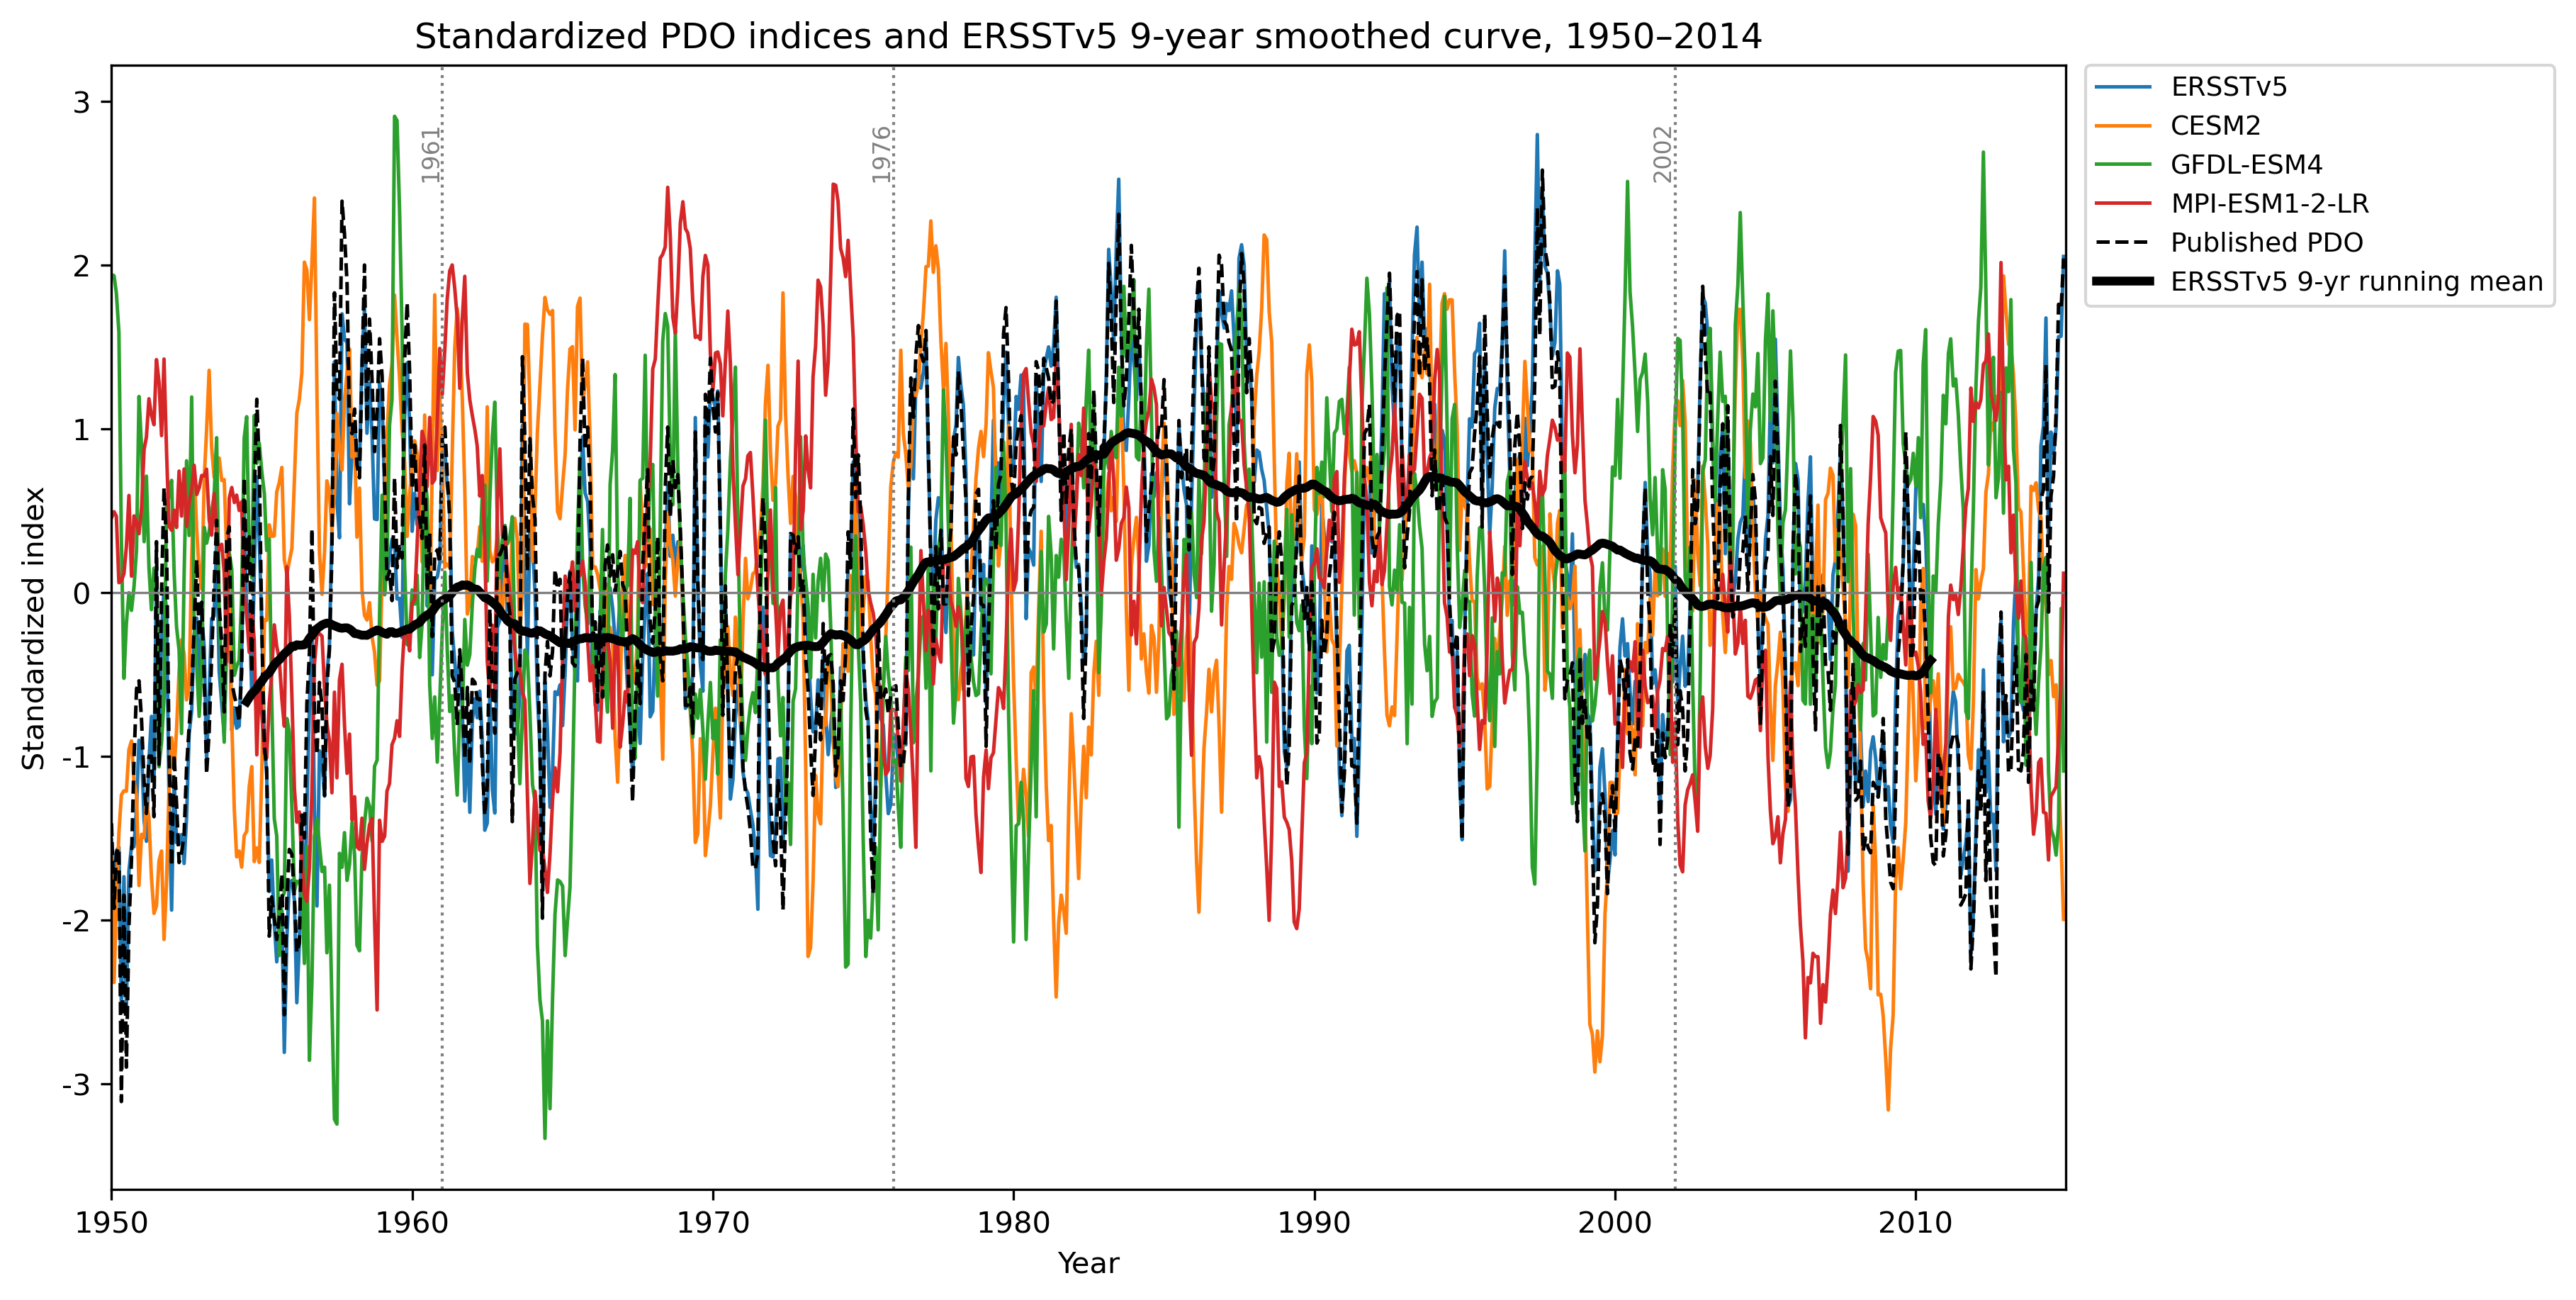 Standardized PDO indices and ERSSTv5 9-year smoothed curve, 1950–2014
Standardized index
3
2
1
0
-1
-2
-3
1961
1976
2002
1950
1960
1970
1980
1990
2000
2010
Year
ERSSTv5
CESM2
GFDL-ESM4
MPI-ESM1-2-LR
Published PDO
ERSSTv5 9-yr running mean